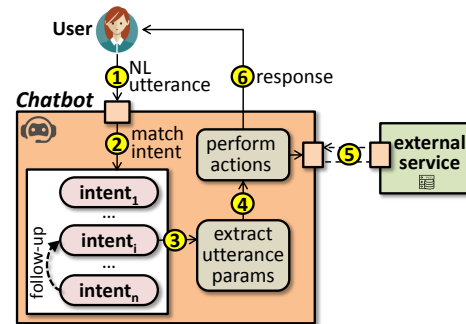 User
1
NL
utterance
6
response
Chatbot
2
match
intent
perform
actions
5
external
service
intent1
...
3
4
intenti
follow-up
extract
utterance
params
...
intentn